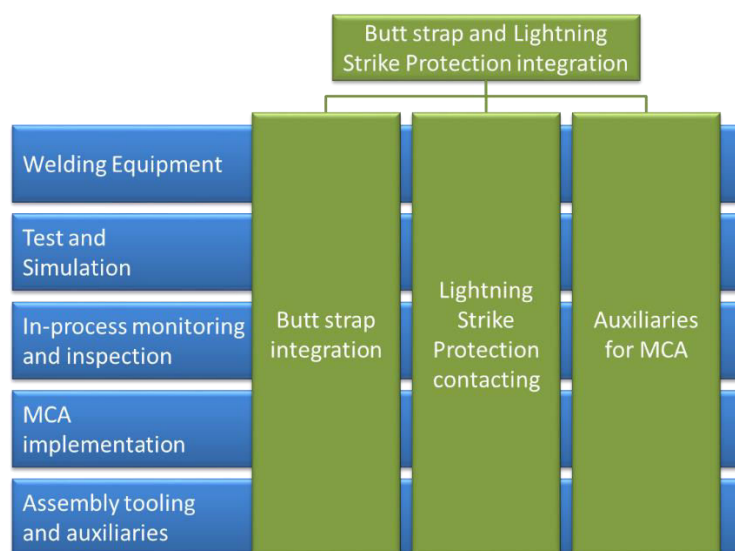 Butt strap and Lightning
Strike Protection integration
Welding Equipment
Test and
Simulation
In-process monitoring
and inspection
MCA
implementation
Assembly tooling
and auxiliaries
Butt strap
integration
Lightning
Strike
Protection
contacting
Auxiliaries
for MCA